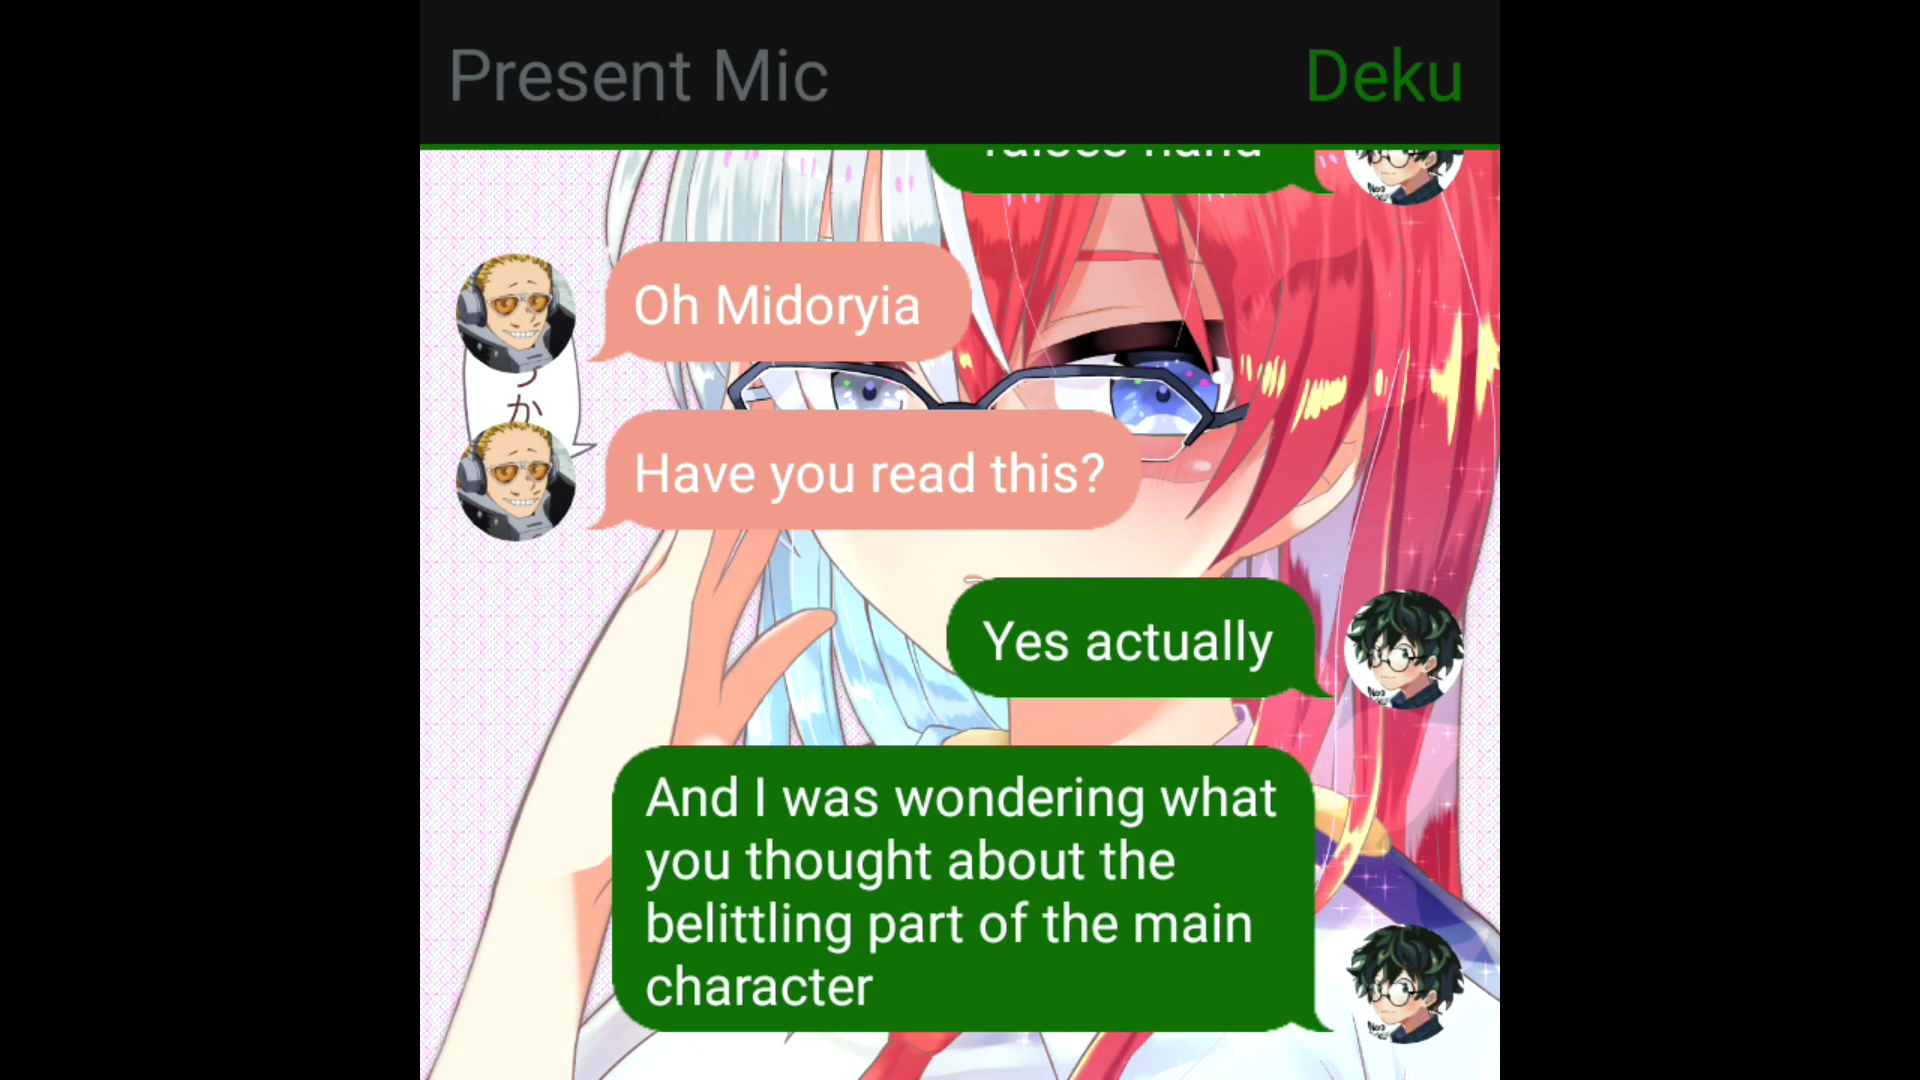 Present Mic
Deku
Oh Midoryia
か
Have you read this?
Yes actually
And I was wondering what
you thought about the
belittling part of the main
character